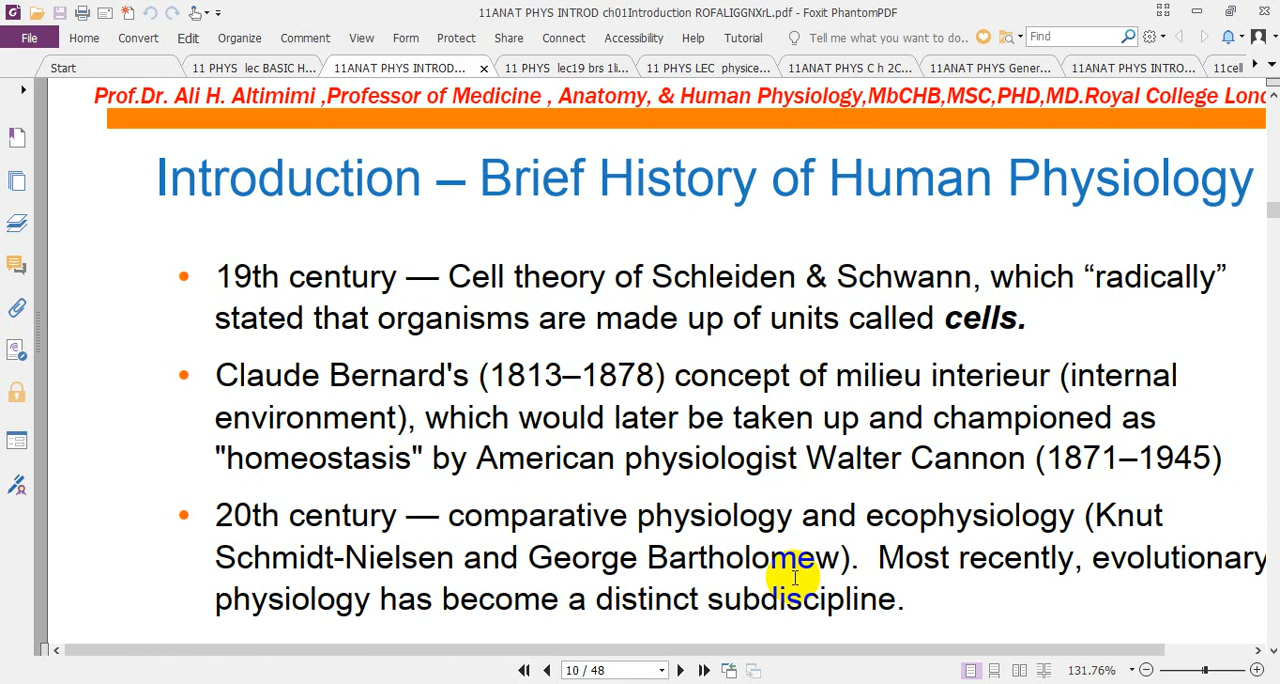 11ANAT PHYS INTROD ch01Introduction ROFALIGGNXrL.pdf - Foxit PhantomPDF
File Home Convert Edit Organize Comment View Form Protect Share Connect Accessibility Help Tutorial Tell me what you want to do.. Find
Start 11 PHYS lec BASIC H... 11ANAT PHYS INTROD... 11 PHYS lec19 brs 1li... 11 PHYS LEC physice... 11ANAT PHYS C h 2C... 11ANAT PHYS Gener... 11ANAT PHYS INTRO... 11cell
Prof.Dr. Ali H. Altimimi ,Professor of Medicine , Anatomy, & Human Physiology,MbCHB,MSC,PHD,MD.Royal College Lond
Introduction – Brief History of Human Physiology
• 19th century — Cell theory of Schleiden & Schwann, which “radically”
stated that organisms are made up of units called cells.
• Claude Bernard's (1813–1878) concept of milieu interieur (internal
environment), which would later be taken up and championed as
"homeostasis" by American physiologist Walter Cannon (1871–1945)
• 20th century — comparative physiology and ecophysiology (Knut
Schmidt-Nielsen and George Bartholomew). Most recently, evolutionary
physiology has become a distinct subdiscipline.
10 / 48 131.76%